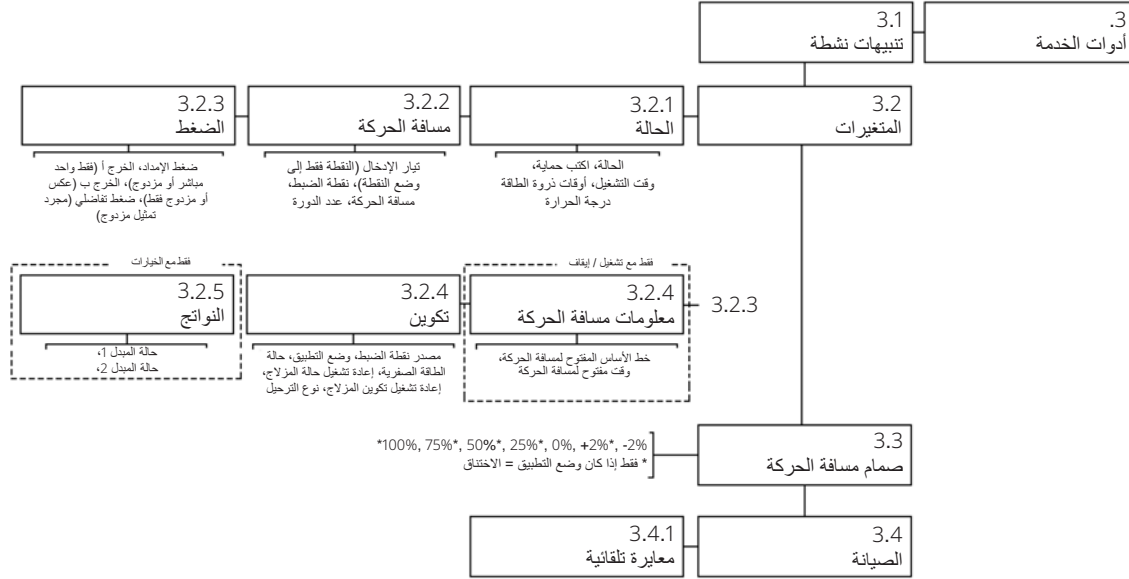 .3
أدوات الخدمة
3.1
تنبيهات نشطة
3.2
المتغيرات
3.2.1
الحالة
الحالة، اكتب حماية،
وقت التشغيل، أوقات ذروة الطاقة
درجة الحرارة
3.2.2
مسافة الحركة
تيار الإدخال (النقطة فقط إلى
وضع النقطة)، نقطة الضبط،
مسافة الحركة، عدد الدورة
3.2.3
الضغط
ضغط الإمداد، الخرج أ (فقط واحد
مباشر أو مزدوج)، الخرج ب (عكس
أو مزدوج فقط)، ضغط تفاضلي (مجرد
تمثيل مزدوج)
3.2.3
فقط مع تشغيل / إيقاف
3.2.4
معلومات مسافة الحركة
خط الأساس المفتوح لمسافة الحركة،
وقت مفتوح لمسافة الحركة
3.2.4
تكوين
مصدر نقطة الضبط، وضع التطبيق، حالة
الطاقة الصفرية، إعادة تشغيل حالة المزلاج،
إعادة تشغيل تكوين المزلاج، نوع الترحيل
فقط مع الخيارات
3.2.5
النواتج
حالة المبدل 1،
حالة المبدل 2،
3.3
صمام مسافة الحركة
*100%, 75%*, 50%*, 25%*, 0%, +2%*, -2%
* فقط إذا كان وضع التطبيق = الاختناق
3.4
الصيانة
3.4.1
معايرة تلقائية